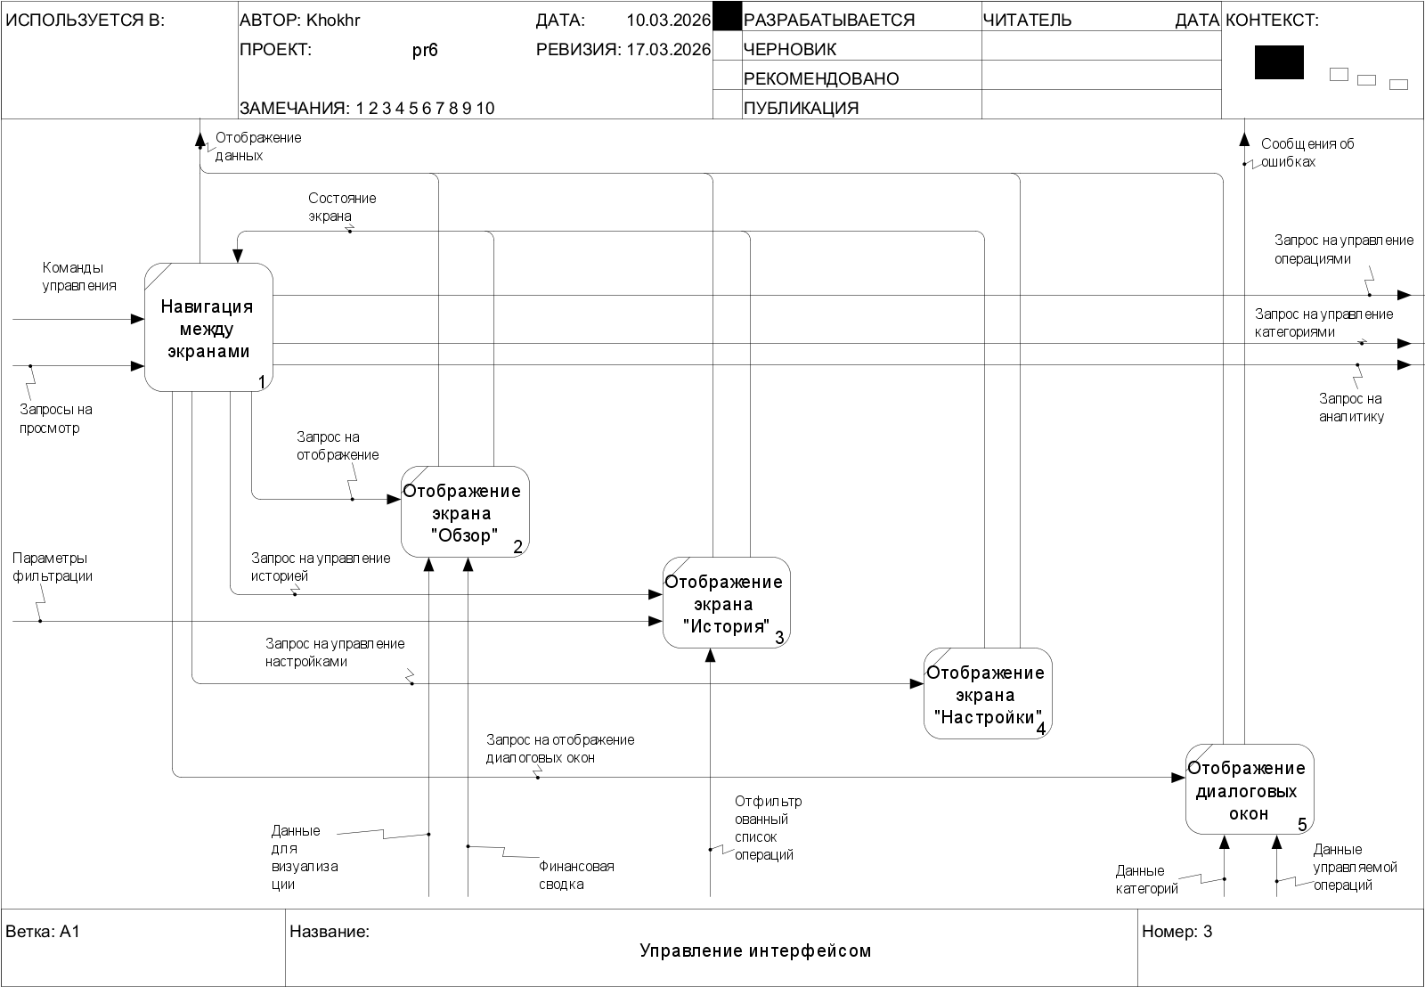 ИСПОЛЬЗУЕТСЯ В:
АВТОР: Khokhr
ДАТА: 10.03.2026
РАЗРАБАТЫВАЕТСЯ
ЧИТАТЕЛЬ
ДАТА
КОНТЕКСТ:
ПРОЕКТ: pr6
РЕВИЗИЯ: 17.03.2026
ЧЕРНОВИК
РЕКОМЕНДОВАНО
ЗАМЕЧАНИЯ: 1 2 3 4 5 6 7 8 9 10
ПУБЛИКАЦИЯ
Отображение
данных
Сообщения об
ошибках
Состояние
экрана
Запрос на управление
операциями
Команды
управления
Навигация
между
экранами
1
Запрос на управление
категориями
Запросы на
просмотр
Запрос на
аналитику
Запрос на
отображение
Отображение
экрана
"Обзор"
2
Параметры
фильтрации
Запрос на управление
историей
Отображение
экрана
"История"
3
Запрос на управление
настройками
Отображение
экрана
"Настройки"
4
Запрос на отображение
диалоговых окон
Отображение
диалоговых
окон
5
Данные
для
визуализа
ции
Финансовая
сводка
Отфильтр
ованный
список
операций
Данные
категорий
Данные
управляемой
операций
Ветка: A1
Название:
Управление интерфейсом
Номер: 3